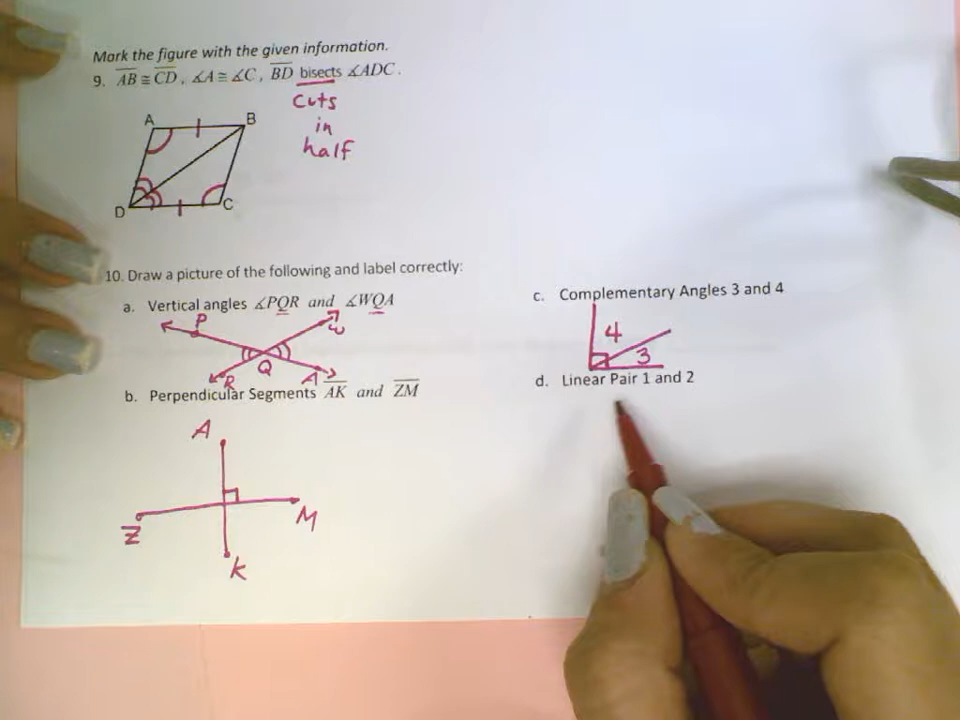 Mark the figure with the given information.
9. AB ≅ CD, ∡A ≅ ∡C, BD bisects ∡ADC.
cuts
in
half
A B
D C
10. Draw a picture of the following and label correctly:
a. Vertical angles ∡PQR and ∡WQA
P W
Q
R A
b. Perpendicular Segments AK and ZM
A
Z M
K
c. Complementary Angles 3 and 4
4
3
d. Linear Pair 1 and 2